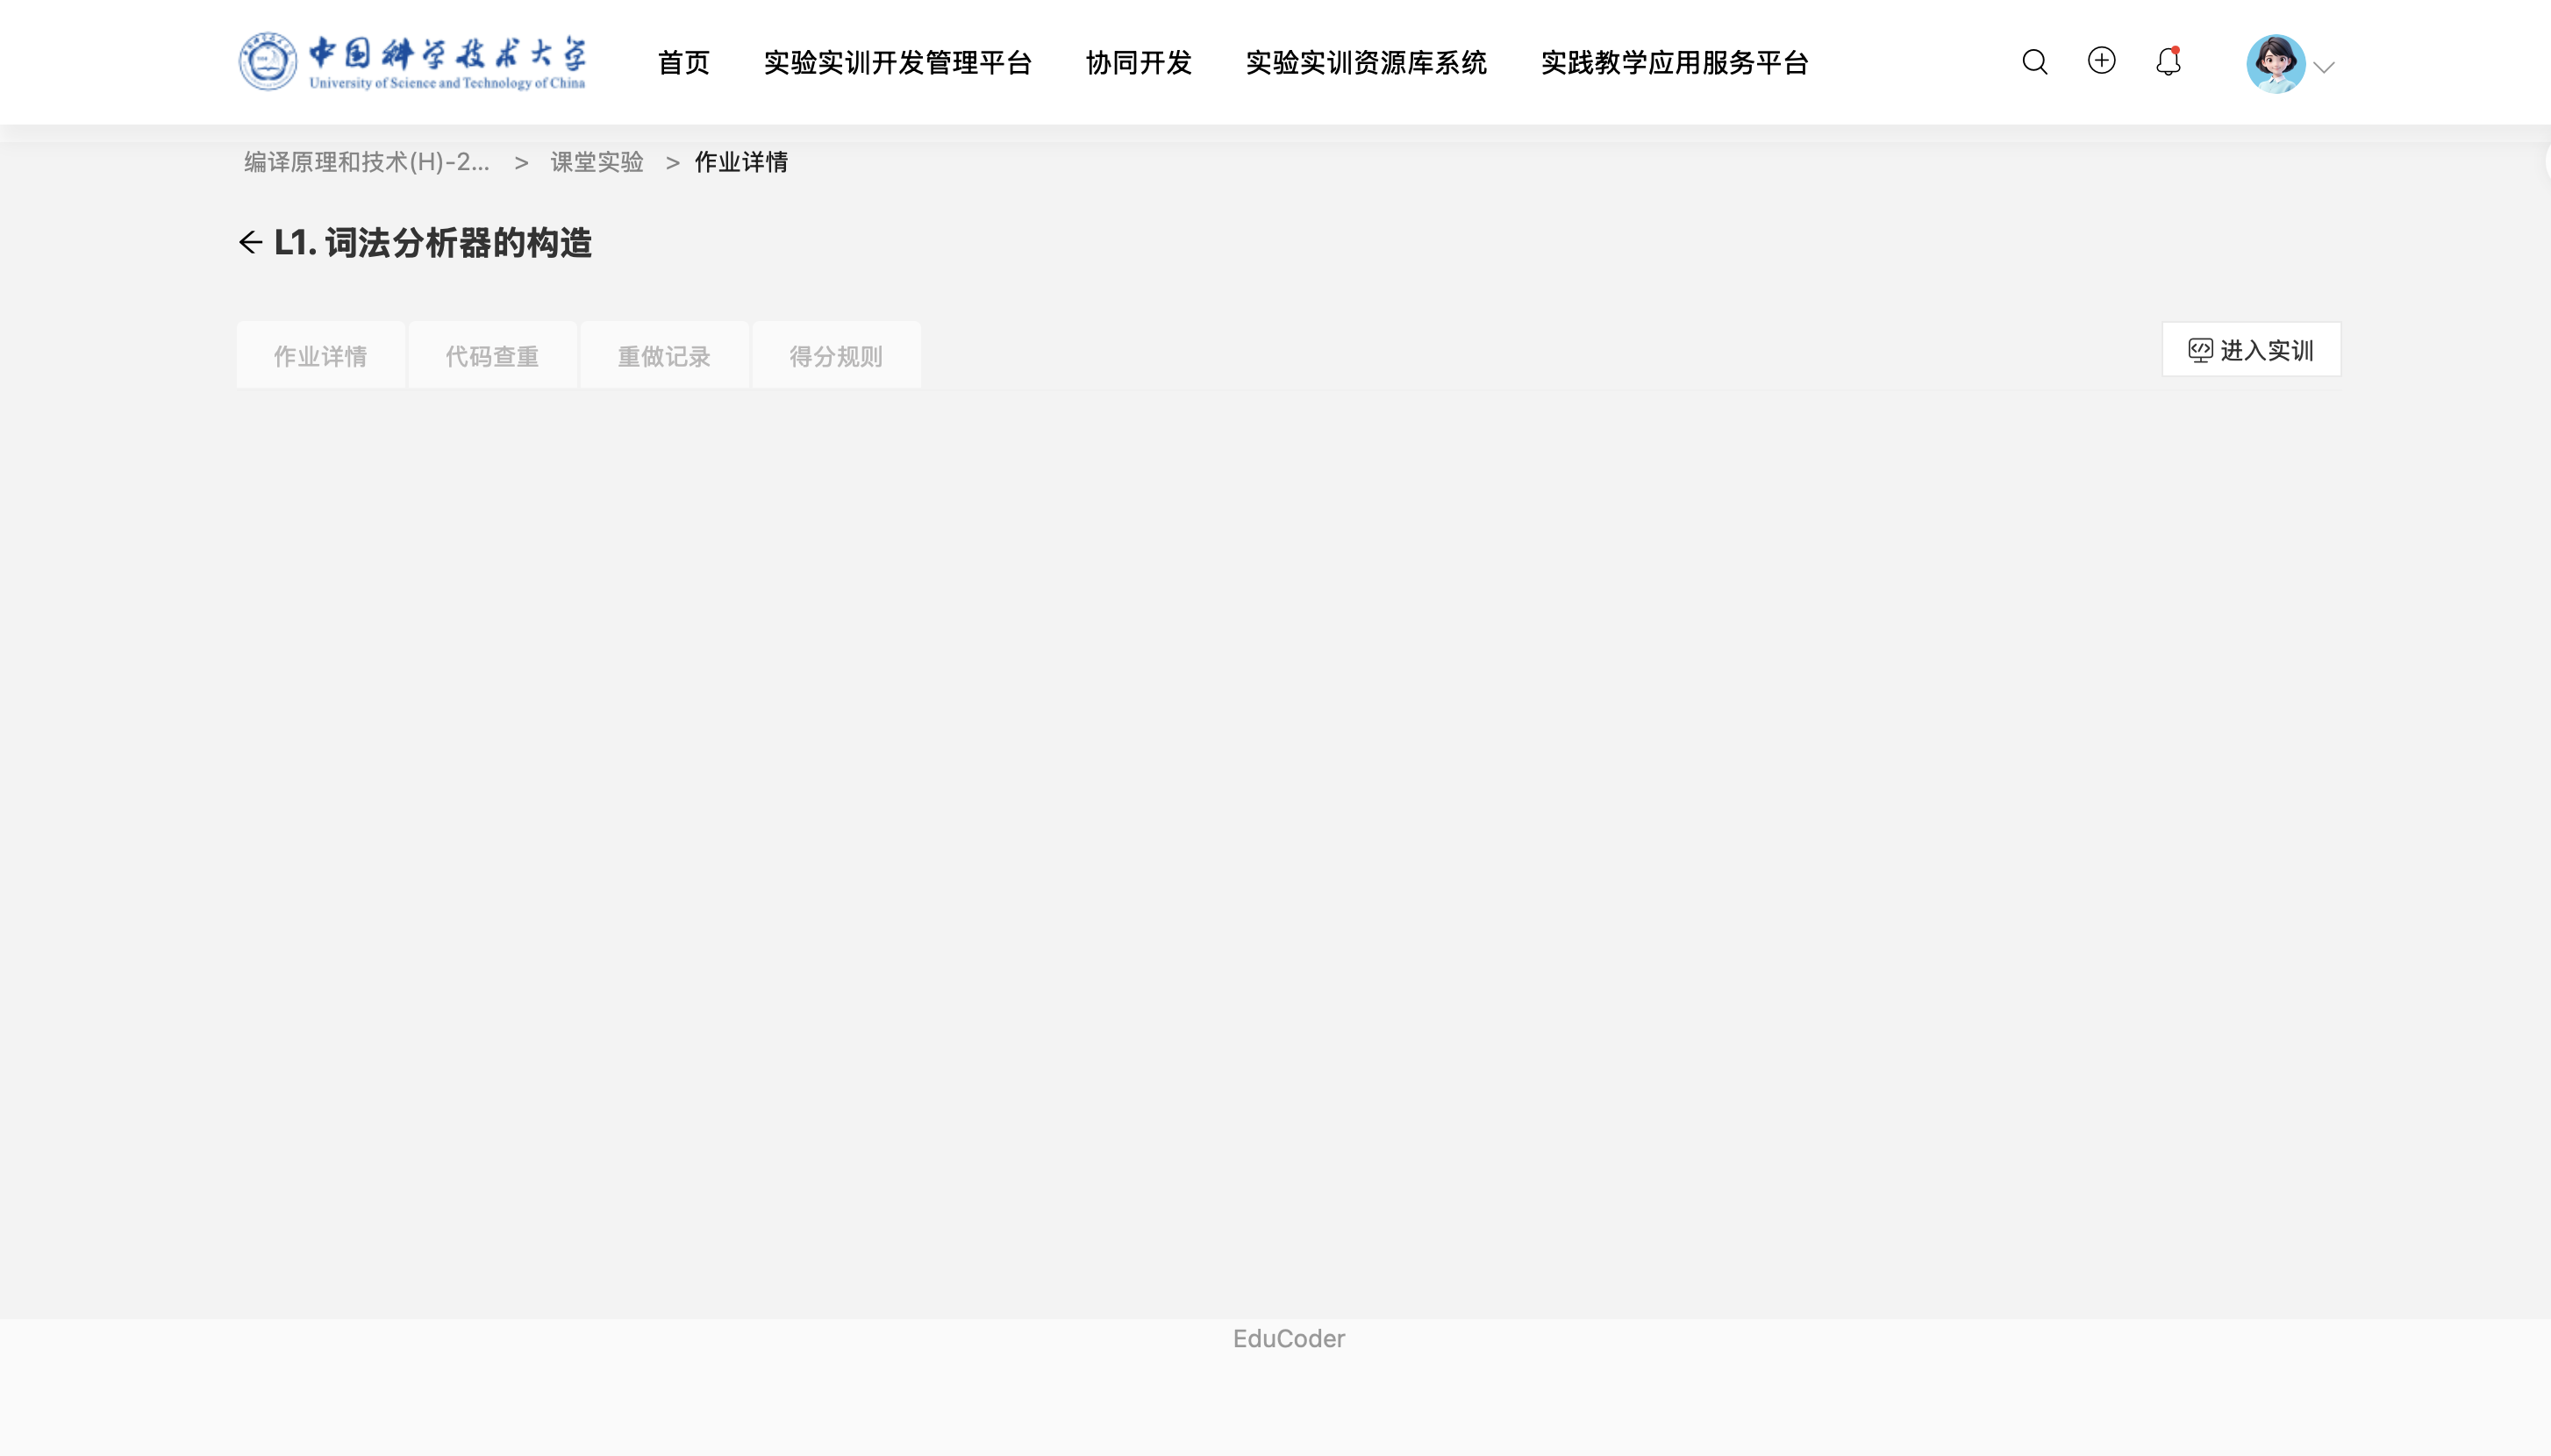 中国科学技术大学
University of Science and Technology of China
首页 实验实训开发管理平台 协同开发 实验实训资源库系统 实践教学应用服务平台
编译原理和技术(H)-2... > 课堂实验 > 作业详情
L1. 词法分析器的构造
作业详情 代码查重 重做记录 得分规则 进入实训
EduCoder